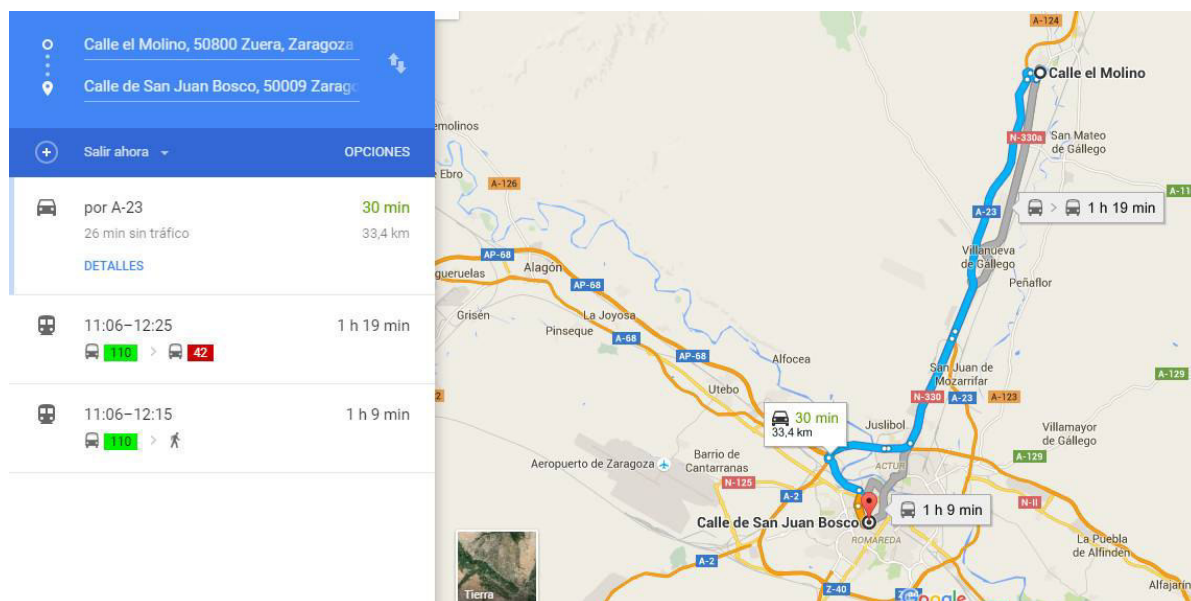 Calle el Molino, 50800 Zuera, Zaragoza
Calle de San Juan Bosco, 50009 Zarago
Salir ahora
OPCIONES
por A-23
30 min
26 min sin tráfico
33,4 km
DETALLES
11:06–12:25
1 h 19 min
110 > 42
11:06–12:15
1 h 9 min
110 >
A-124
Calle el Molino
emolinos
N-330a
San Mateo
de Gállego
Ebro
A-126
A-11
A-23
> 1 h 19 min
Villanueva
de Gállego
AP-68
Alagón
gueruelas
Peñaflor
AP-68
Grisén
La Joyosa
Pinseque
A-68
AP-68
Alfocea
San Juan de
Mozarrifar
A-129
Utebo
2
N-330
A-23
A-123
30 min
33,4 km
Juslibol
Villamayor
de Gállego
Barrio de
Cantarranas
Aeropuerto de Zaragoza
ACTUR
A-129
N-125
A-2
N-II
1 h 9 min
Calle de San Juan Bosco
ROMAREDA
La Puebla
de Alfindén
A-2
Z-40
Alfajarín
Tierra
Google